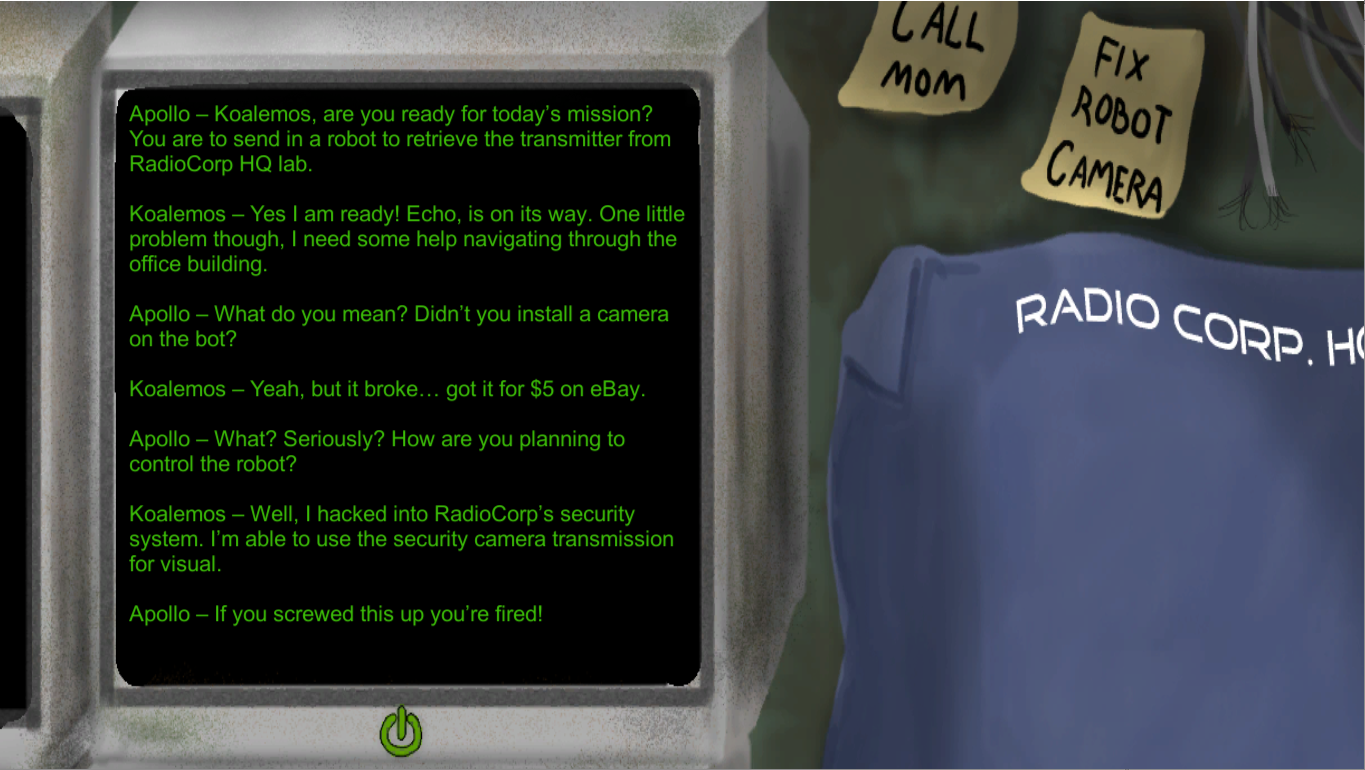 Apollo – Koalemos, are you ready for today's mission?
You are to send in a robot to retrieve the transmitter from
RadioCorp HQ lab.
Koalemos – Yes I am ready! Echo, is on its way. One little
problem though, I need some help navigating through the
office building.
Apollo – What do you mean? Didn't you install a camera
on the bot?
Koalemos – Yeah, but it broke… got it for $5 on eBay.
Apollo – What? Seriously? How are you planning to
control the robot?
Koalemos – Well, I hacked into RadioCorp's security
system. I'm able to use the security camera transmission
for visual.
Apollo – If you screwed this up you're fired!
CALL
MOM
FIX
ROBOT
CAMERA
RADIO CORP. HQ